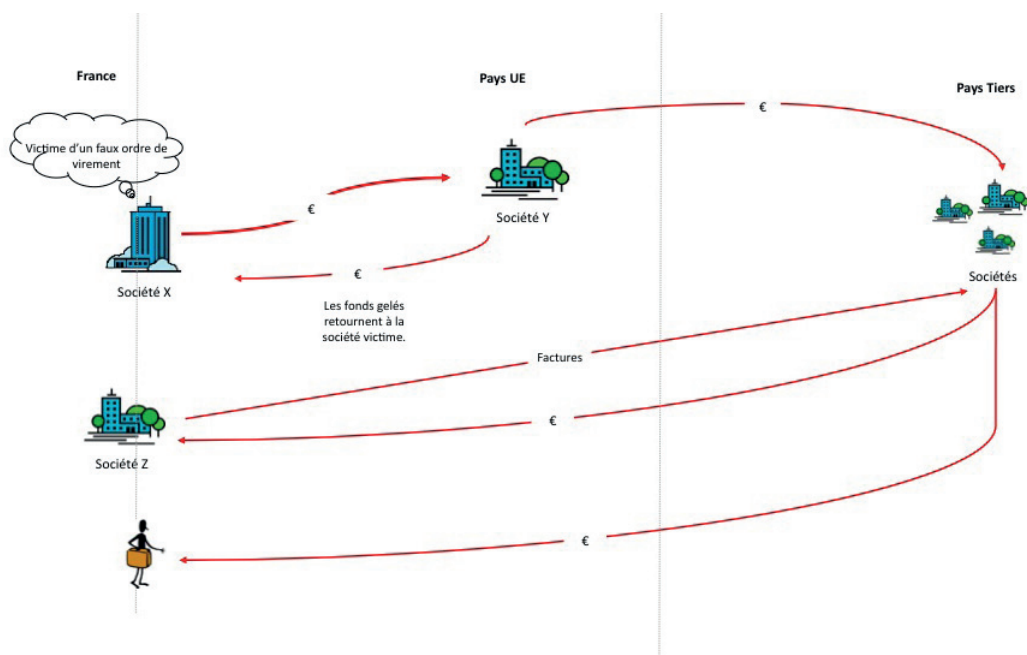 France
Pays UE
Pays Tiers
€
Victime d'un faux ordre de
virement
€
Société Y
€
Société X
Sociétés
Les fonds gelés
retournent à la
société victime.
Factures
€
Société Z
€